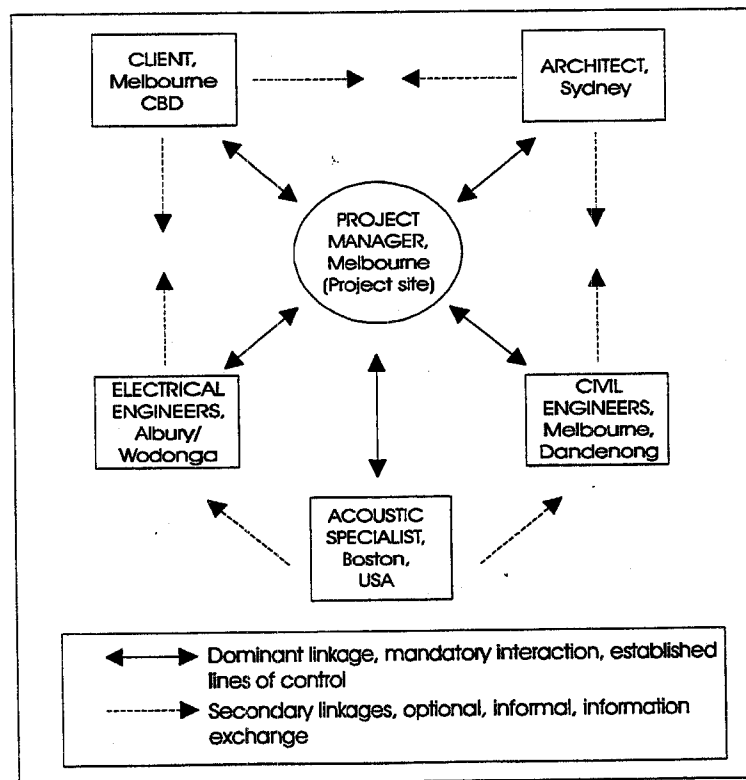 CLIENT,
Melbourne
CBD
ARCHITECT,
Sydney
PROJECT
MANAGER,
Melbourne
(Project site)
ELECTRICAL
ENGINEERS,
Albury/
Wodonga
CIVIL
ENGINEERS,
Melbourne,
Dandenong
ACOUSTIC
SPECIALIST,
Boston,
USA
Dominant linkage, mandatory interaction, established
lines of control
Secondary linkages, optional, informal, information
exchange